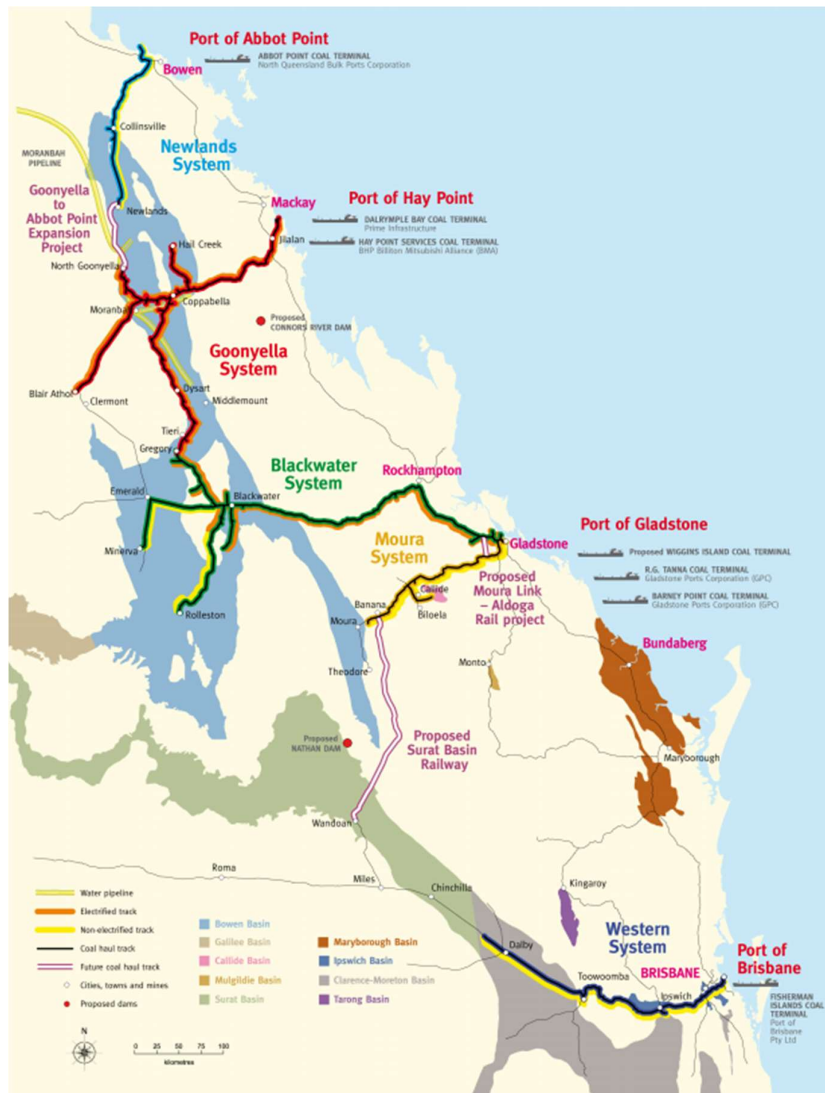 Port of Abbot Point
ABBOT POINT COAL TERMINAL
North Queensland Bulk Ports Corporation
Bowen
Collinsville
Newlands
System
MORANBAH
PIPELINE
Goonyella
to
Abbot Point
Expansion
Project
Newlands
Mackay
Port of Hay Point
DALRYMPLE BAY COAL TERMINAL
Prime Infrastructure
HAY POINT SERVICES COAL TERMINAL
BHP Billiton Mitsubishi Alliance (BMA)
Jilalan
Hail Creek
North Goonyella
Coppabella
Moranba
Proposed
CONNORS RIVER DAM
Goonyella
System
Blair Athol
Clermont
Dysart
Middlemount
Tieri
Gregory
Blackwater
System
Rockhampton
Emerald
Blackwater
Port of Gladstone
Proposed WIGGINS ISLAND COAL TERMINAL
R.G. TANNA COAL TERMINAL
Gladstone Ports Corporation (GPC)
BARNEY POINT COAL TERMINAL
Gladstone Ports Corporation (GPC)
Gladstone
Moura
System
Minerva
Proposed
Moura Link
– Aldoga
Rail project
Callide
Banana
Biloela
Rolleston
Moura
Bundaberg
Theodore
Monto
Proposed
NATHAN DAM
Proposed
Surat Basin
Railway
Maryborough
Wandoan
Roma
Miles
Chinchilla
Kingaroy
Water pipeline
Electrified track
Non-electrified track
Coal haul track
Future coal haul track
Cities, towns and mines
Proposed dams
Bowen Basin
Galilee Basin
Callide Basin
Mulgildie Basin
Surat Basin
Maryborough Basin
Ipswich Basin
Clarence-Moreton Basin
Tarong Basin
Western
System
Dalby
Toowoomba
BRISBANE
Ipswich
Port of
Brisbane
FISHERMAN
ISLANDS COAL
TERMINAL
Port of
Brisbane
Pty Ltd
N
0 25 50 75 100
kilometres